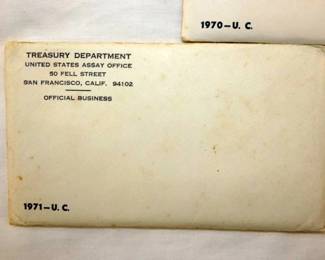 1970-U. C.
TREASURY DEPARTMENT
UNITED STATES ASSAY OFFICE
50 FELL STREET
SAN FRANCISCO, CALIF. 94102
OFFICIAL BUSINESS
1971-U. C.